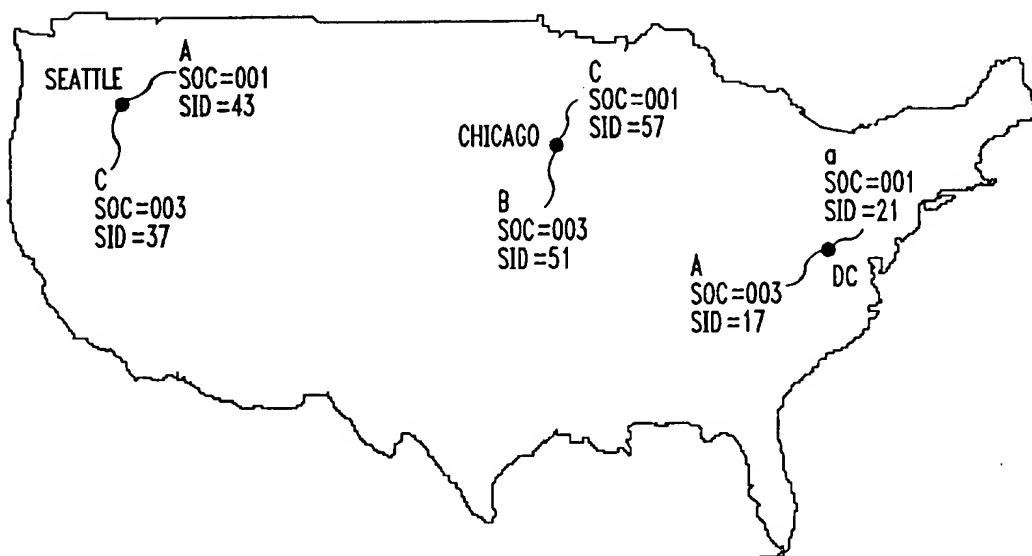 SEATTLE
A
SOC=001
SID=43
C
SOC=003
SID=37
CHICAGO
C
SOC=001
SID=57
B
SOC=003
SID=51
a
SOC=001
SID=21
A
SOC=003
SID=17
DC